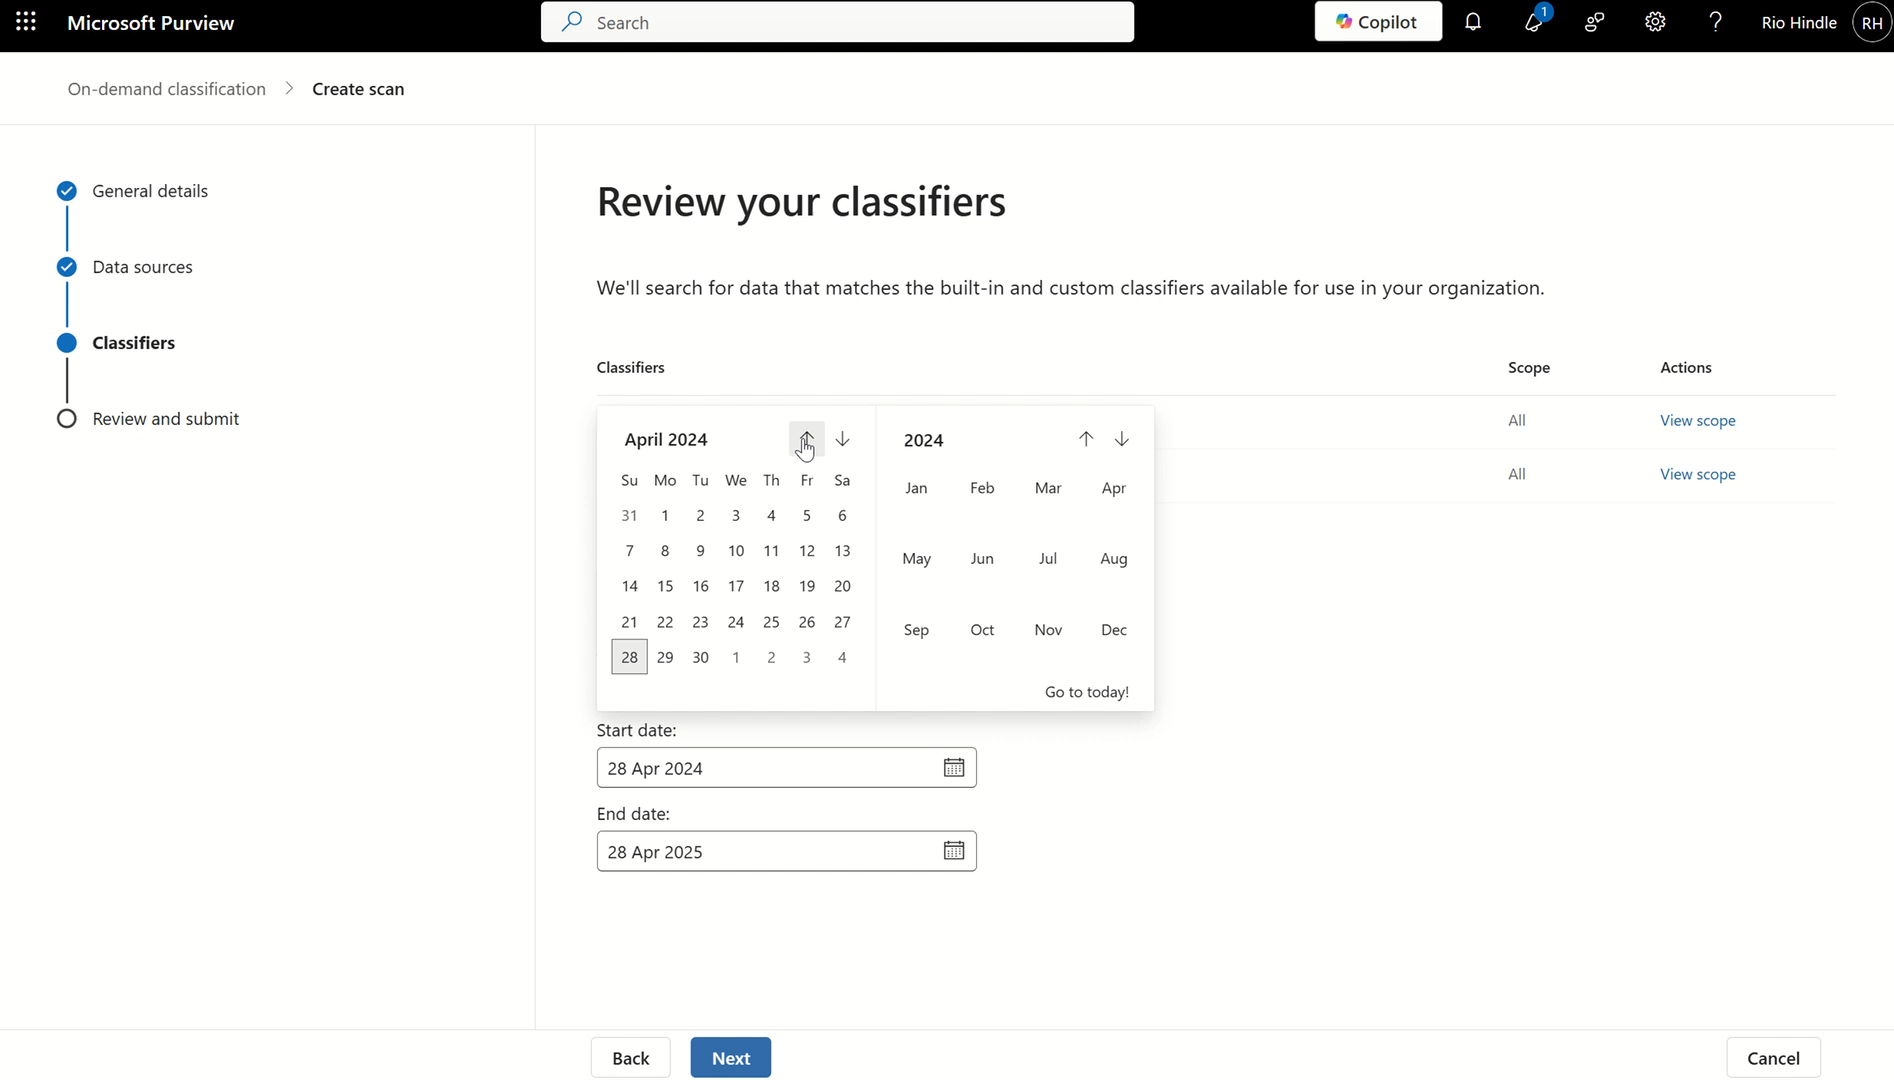 Microsoft Purview
Search
Copilot
1
Rio Hindle
RH
On-demand classification
Create scan
General details
Data sources
Classifiers
Review and submit
Review your classifiers
We'll search for data that matches the built-in and custom classifiers available for use in your organization.
Classifiers Scope Actions
All View scope
All View scope
April 2024
Su Mo Tu We Th Fr Sa
31 1 2 3 4 5 6
7 8 9 10 11 12 13
14 15 16 17 18 19 20
21 22 23 24 25 26 27
28 29 30 1 2 3 4
2024
Jan Feb Mar Apr
May Jun Jul Aug
Sep Oct Nov Dec
Go to today!
Start date:
28 Apr 2024
End date:
28 Apr 2025
Back Next Cancel